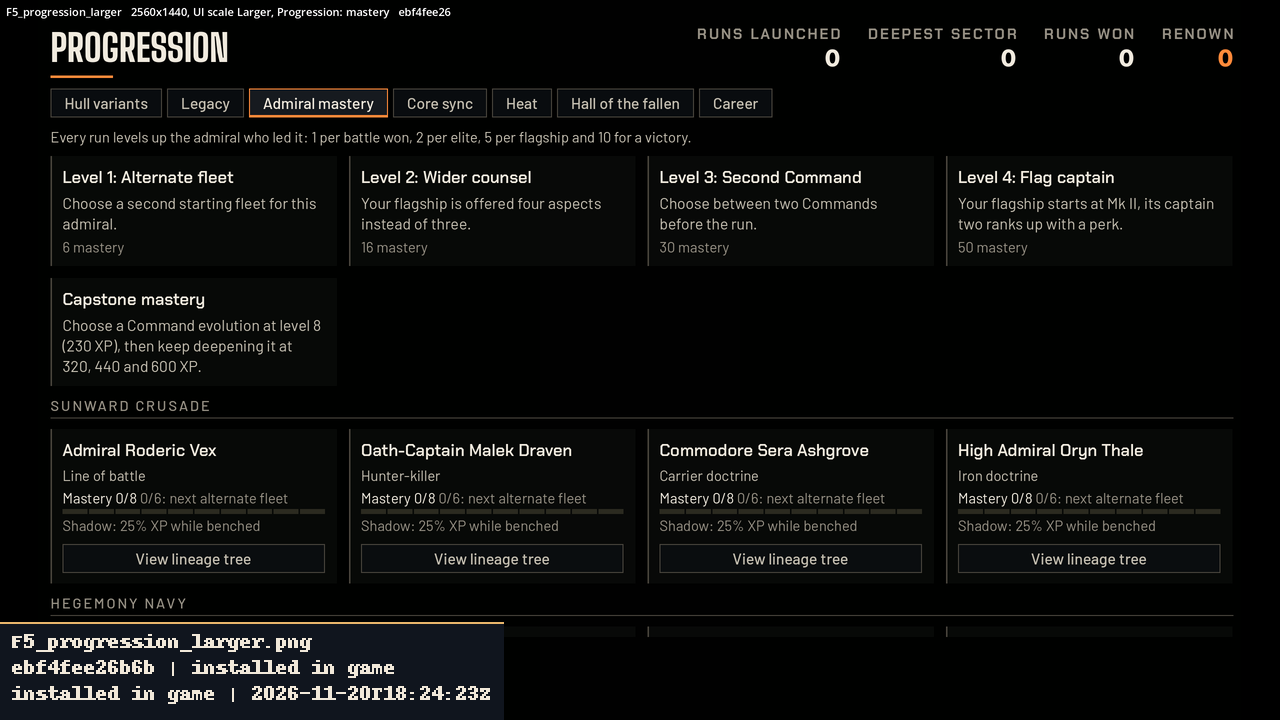 F5_progression_larger 2560x1440, UI scale Larger, Progression: mastery ebf4fee26
PROGRESSION
RUNS LAUNCHED DEEPEST SECTOR RUNS WON RENOWN
0 0 0 0
Hull variants Legacy Admiral mastery Core sync Heat Hall of the fallen Career
Every run levels up the admiral who led it: 1 per battle won, 2 per elite, 5 per flagship and 10 for a victory.
Level 1: Alternate fleet
Choose a second starting fleet for this
admiral.
6 mastery
Level 2: Wider counsel
Your flagship is offered four aspects
instead of three.
16 mastery
Level 3: Second Command
Choose between two Commands
before the run.
30 mastery
Level 4: Flag captain
Your flagship starts at Mk II, its captain
two ranks up with a perk.
50 mastery
Capstone mastery
Choose a Command evolution at level 8
(230 XP), then keep deepening it at
320, 440 and 600 XP.
SUNWARD CRUSADE
Admiral Roderic Vex
Line of battle
Mastery 0/8 0/6: next alternate fleet
Shadow: 25% XP while benched
View lineage tree
Oath-Captain Malek Draven
Hunter-killer
Mastery 0/8 0/6: next alternate fleet
Shadow: 25% XP while benched
View lineage tree
Commodore Sera Ashgrove
Carrier doctrine
Mastery 0/8 0/6: next alternate fleet
Shadow: 25% XP while benched
View lineage tree
High Admiral Oryn Thale
Iron doctrine
Mastery 0/8 0/6: next alternate fleet
Shadow: 25% XP while benched
View lineage tree
HEGEMONY NAVY
F5_progression_larger.png
ebf4fee26b6b | installed in game
installed in game | 2026-11-20T18:24:23Z